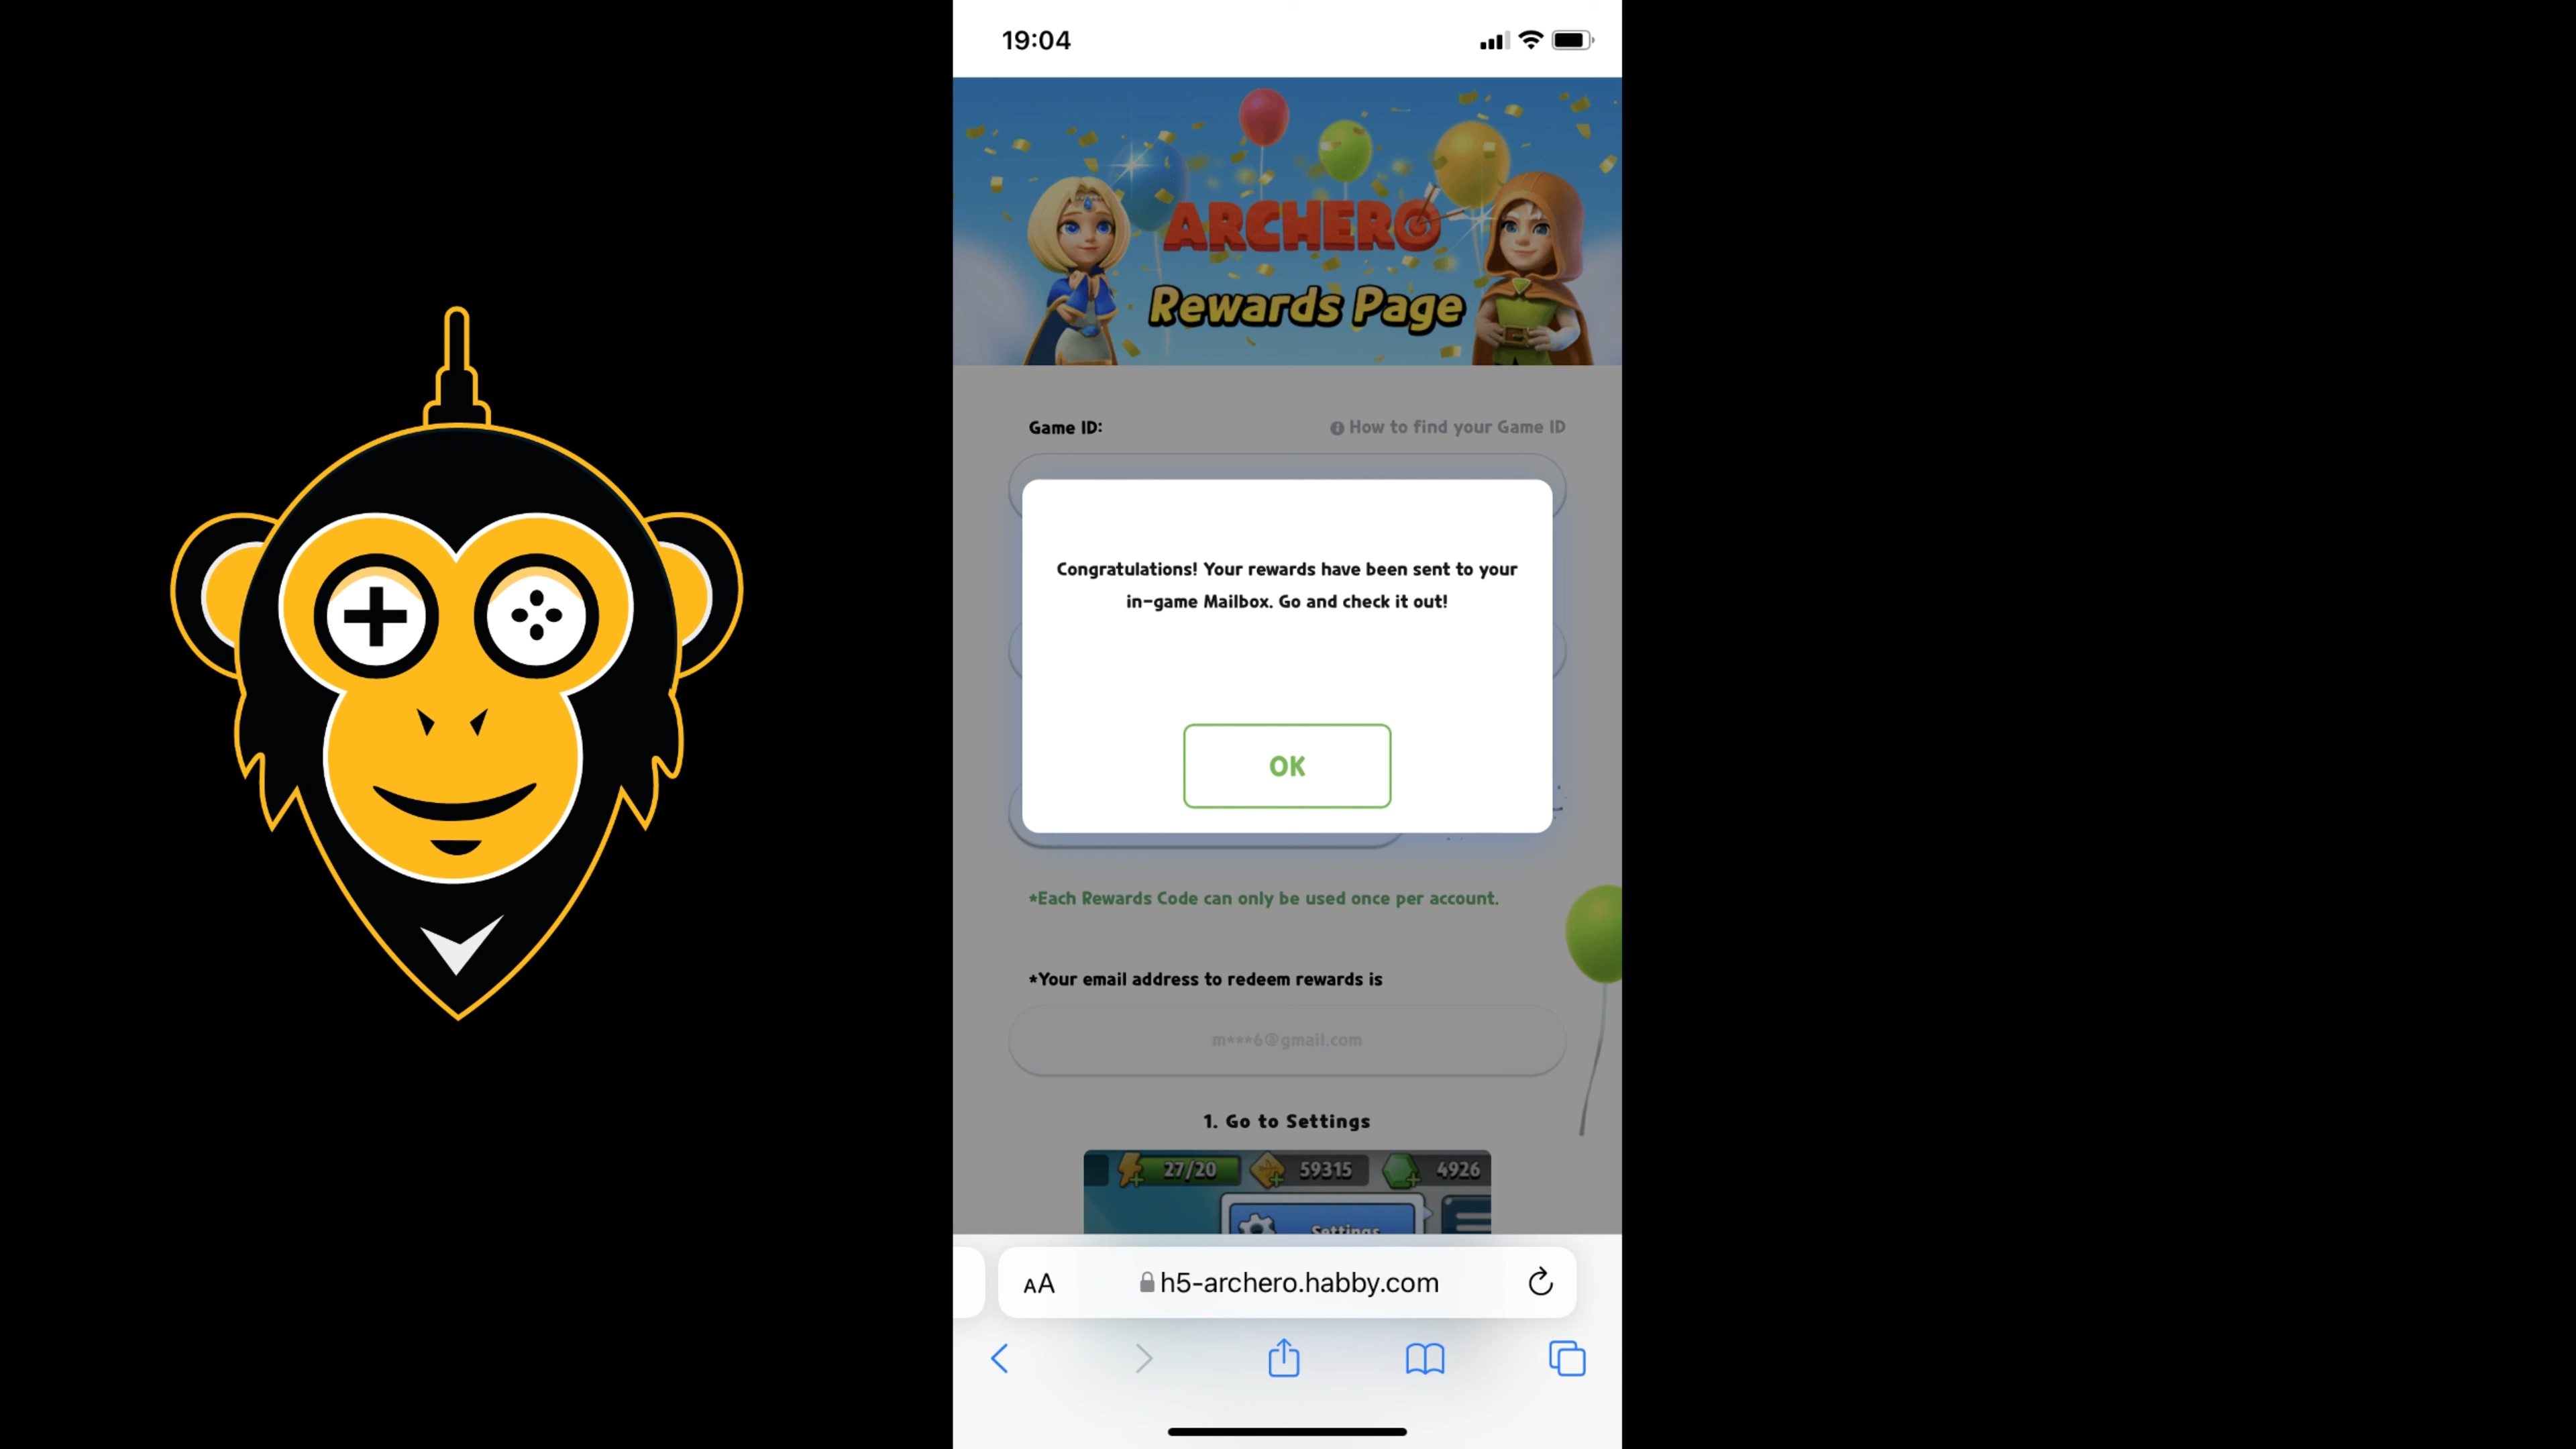 19:04
ARCHERO
Rewards Page
Game ID:
How to find your Game ID
Congratulations! Your rewards have been sent to your
in-game Mailbox. Go and check it out!
OK
*Each Rewards Code can only be used once per account.
*Your email address to redeem rewards is
m***6@gmail.com
1. Go to Settings
27/20
59315
4926
Settings
AA
h5-archero.habby.com